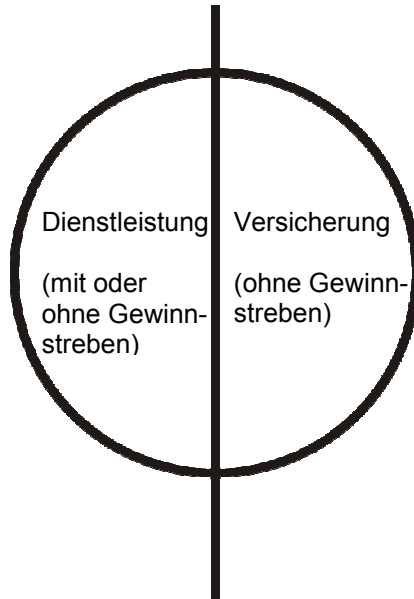 Dienstleistung
(mit oder
ohne Gewinn-
streben)
Versicherung
(ohne Gewinn-
streben)